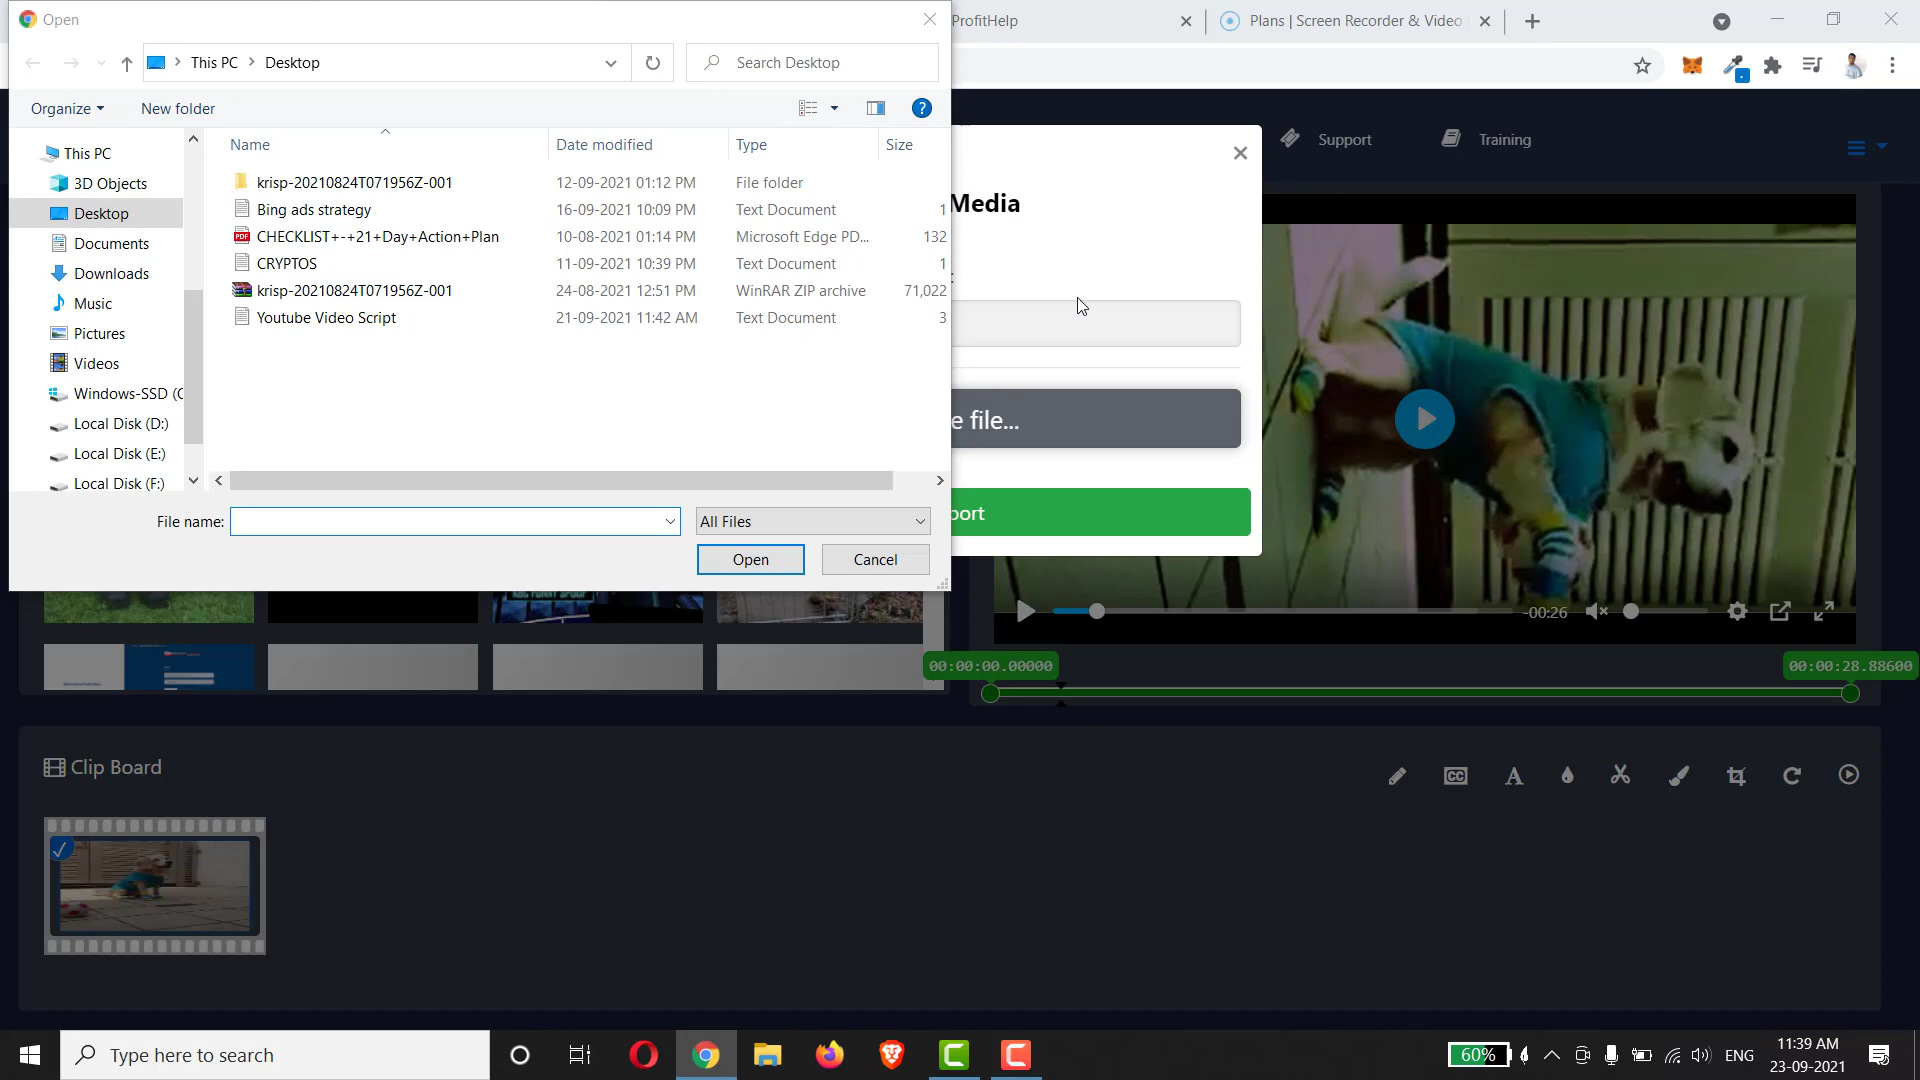 Open
ProfitHelp
Plans | Screen Recorder & Video
This PC
Desktop
Search Desktop
Organize
New folder
This PC
3D Objects
Desktop
Documents
Downloads
Music
Pictures
Videos
Windows-SSD (C
Local Disk (D:)
Local Disk (E:)
Local Disk (F:)
Name Date modified Type Size
krisp-20210824T071956Z-001 12-09-2021 01:12 PM File folder
Bing ads strategy 16-09-2021 10:09 PM Text Document 1
PDF CHECKLIST+-+21+Day+Action+Plan 10-08-2021 01:14 PM Microsoft Edge PD... 132
CRYPTOS 11-09-2021 10:39 PM Text Document 1
krisp-20210824T071956Z-001 24-08-2021 12:51 PM WinRAR ZIP archive 71,022
Youtube Video Script 21-09-2021 11:42 AM Text Document 3
File name:
All Files
Open
Cancel
Support
Training
Media
e file...
port
-00:26
00:00:00.00000
00:00:28.88600
Clip Board
CC
A
Type here to search
60%
ENG
11:39 AM
23-09-2021